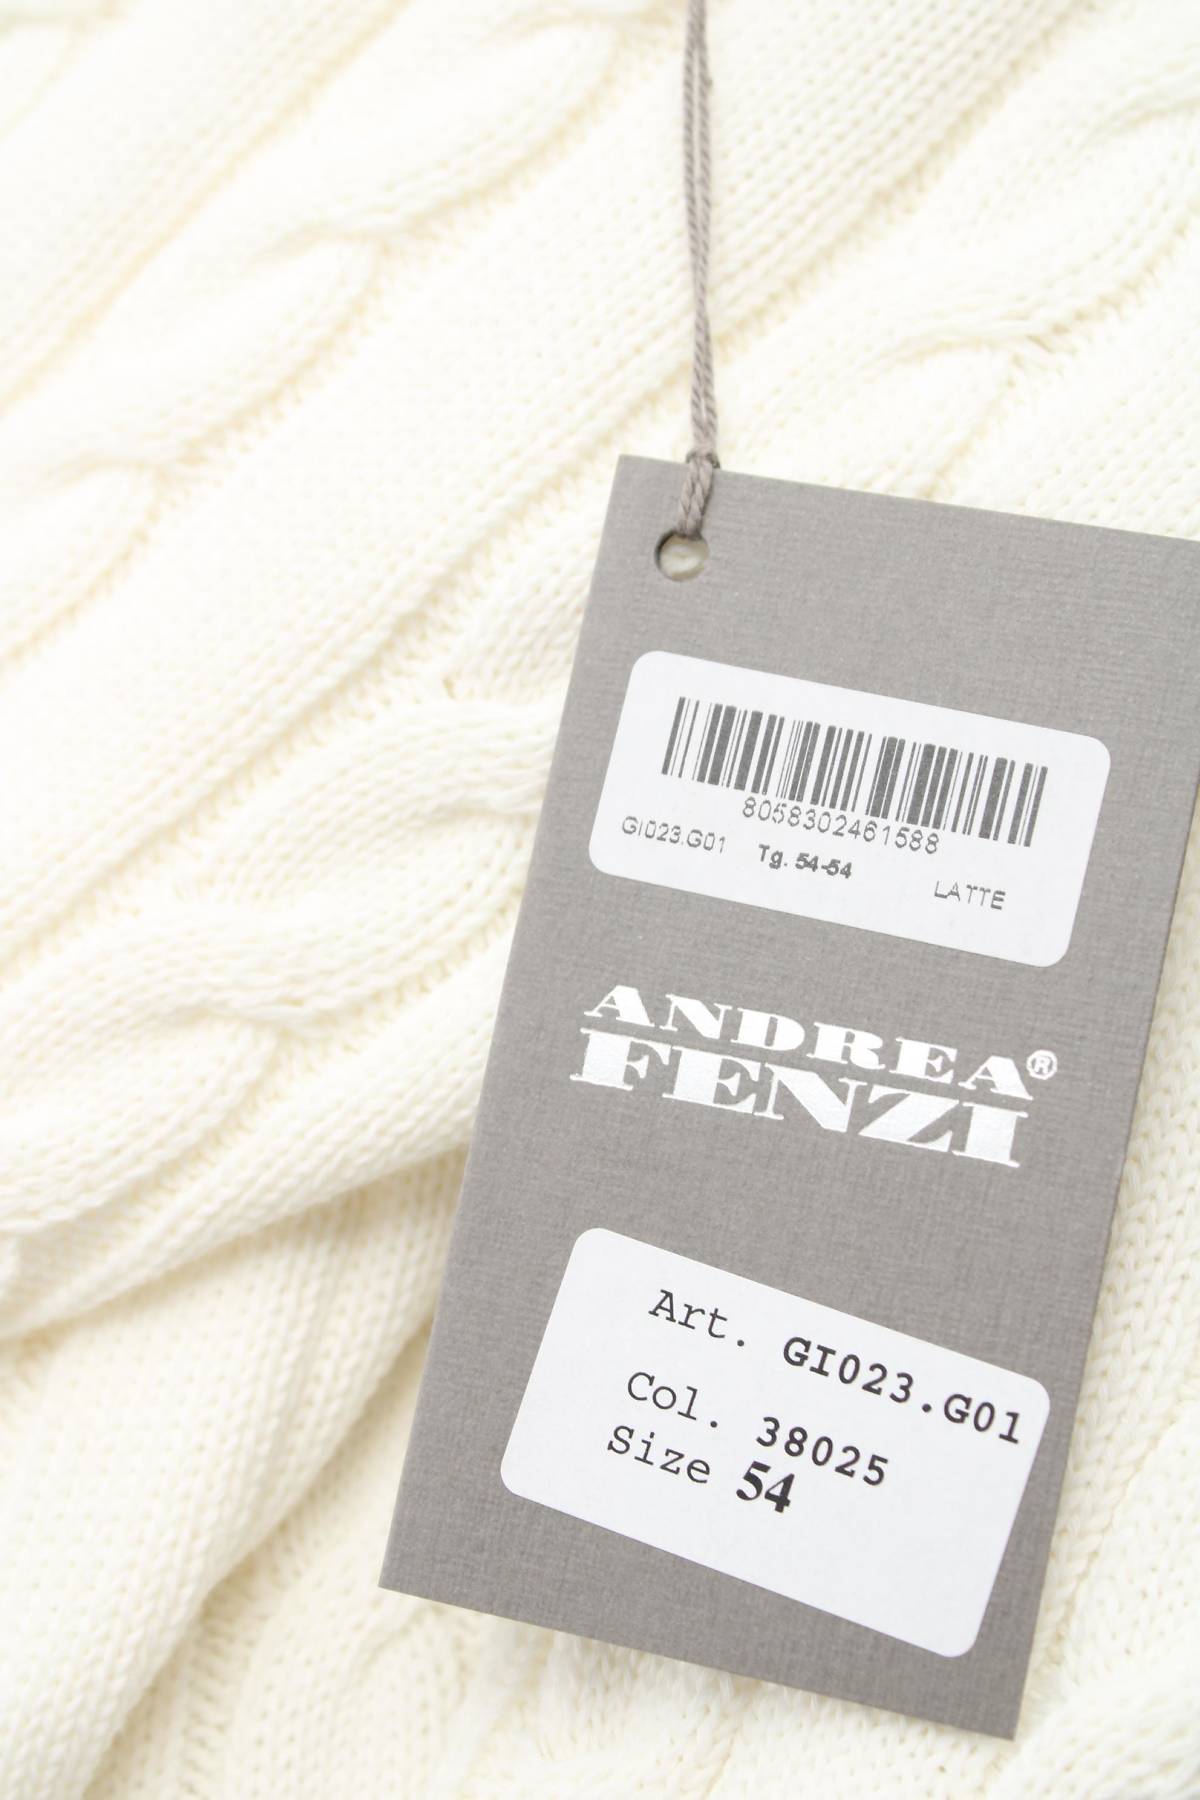 8058302461588
GI023.G01 Tg. 54-54 LATTE
ANDREA®
FENZI
Art. GI023.G01
Col. 38025
Size 54